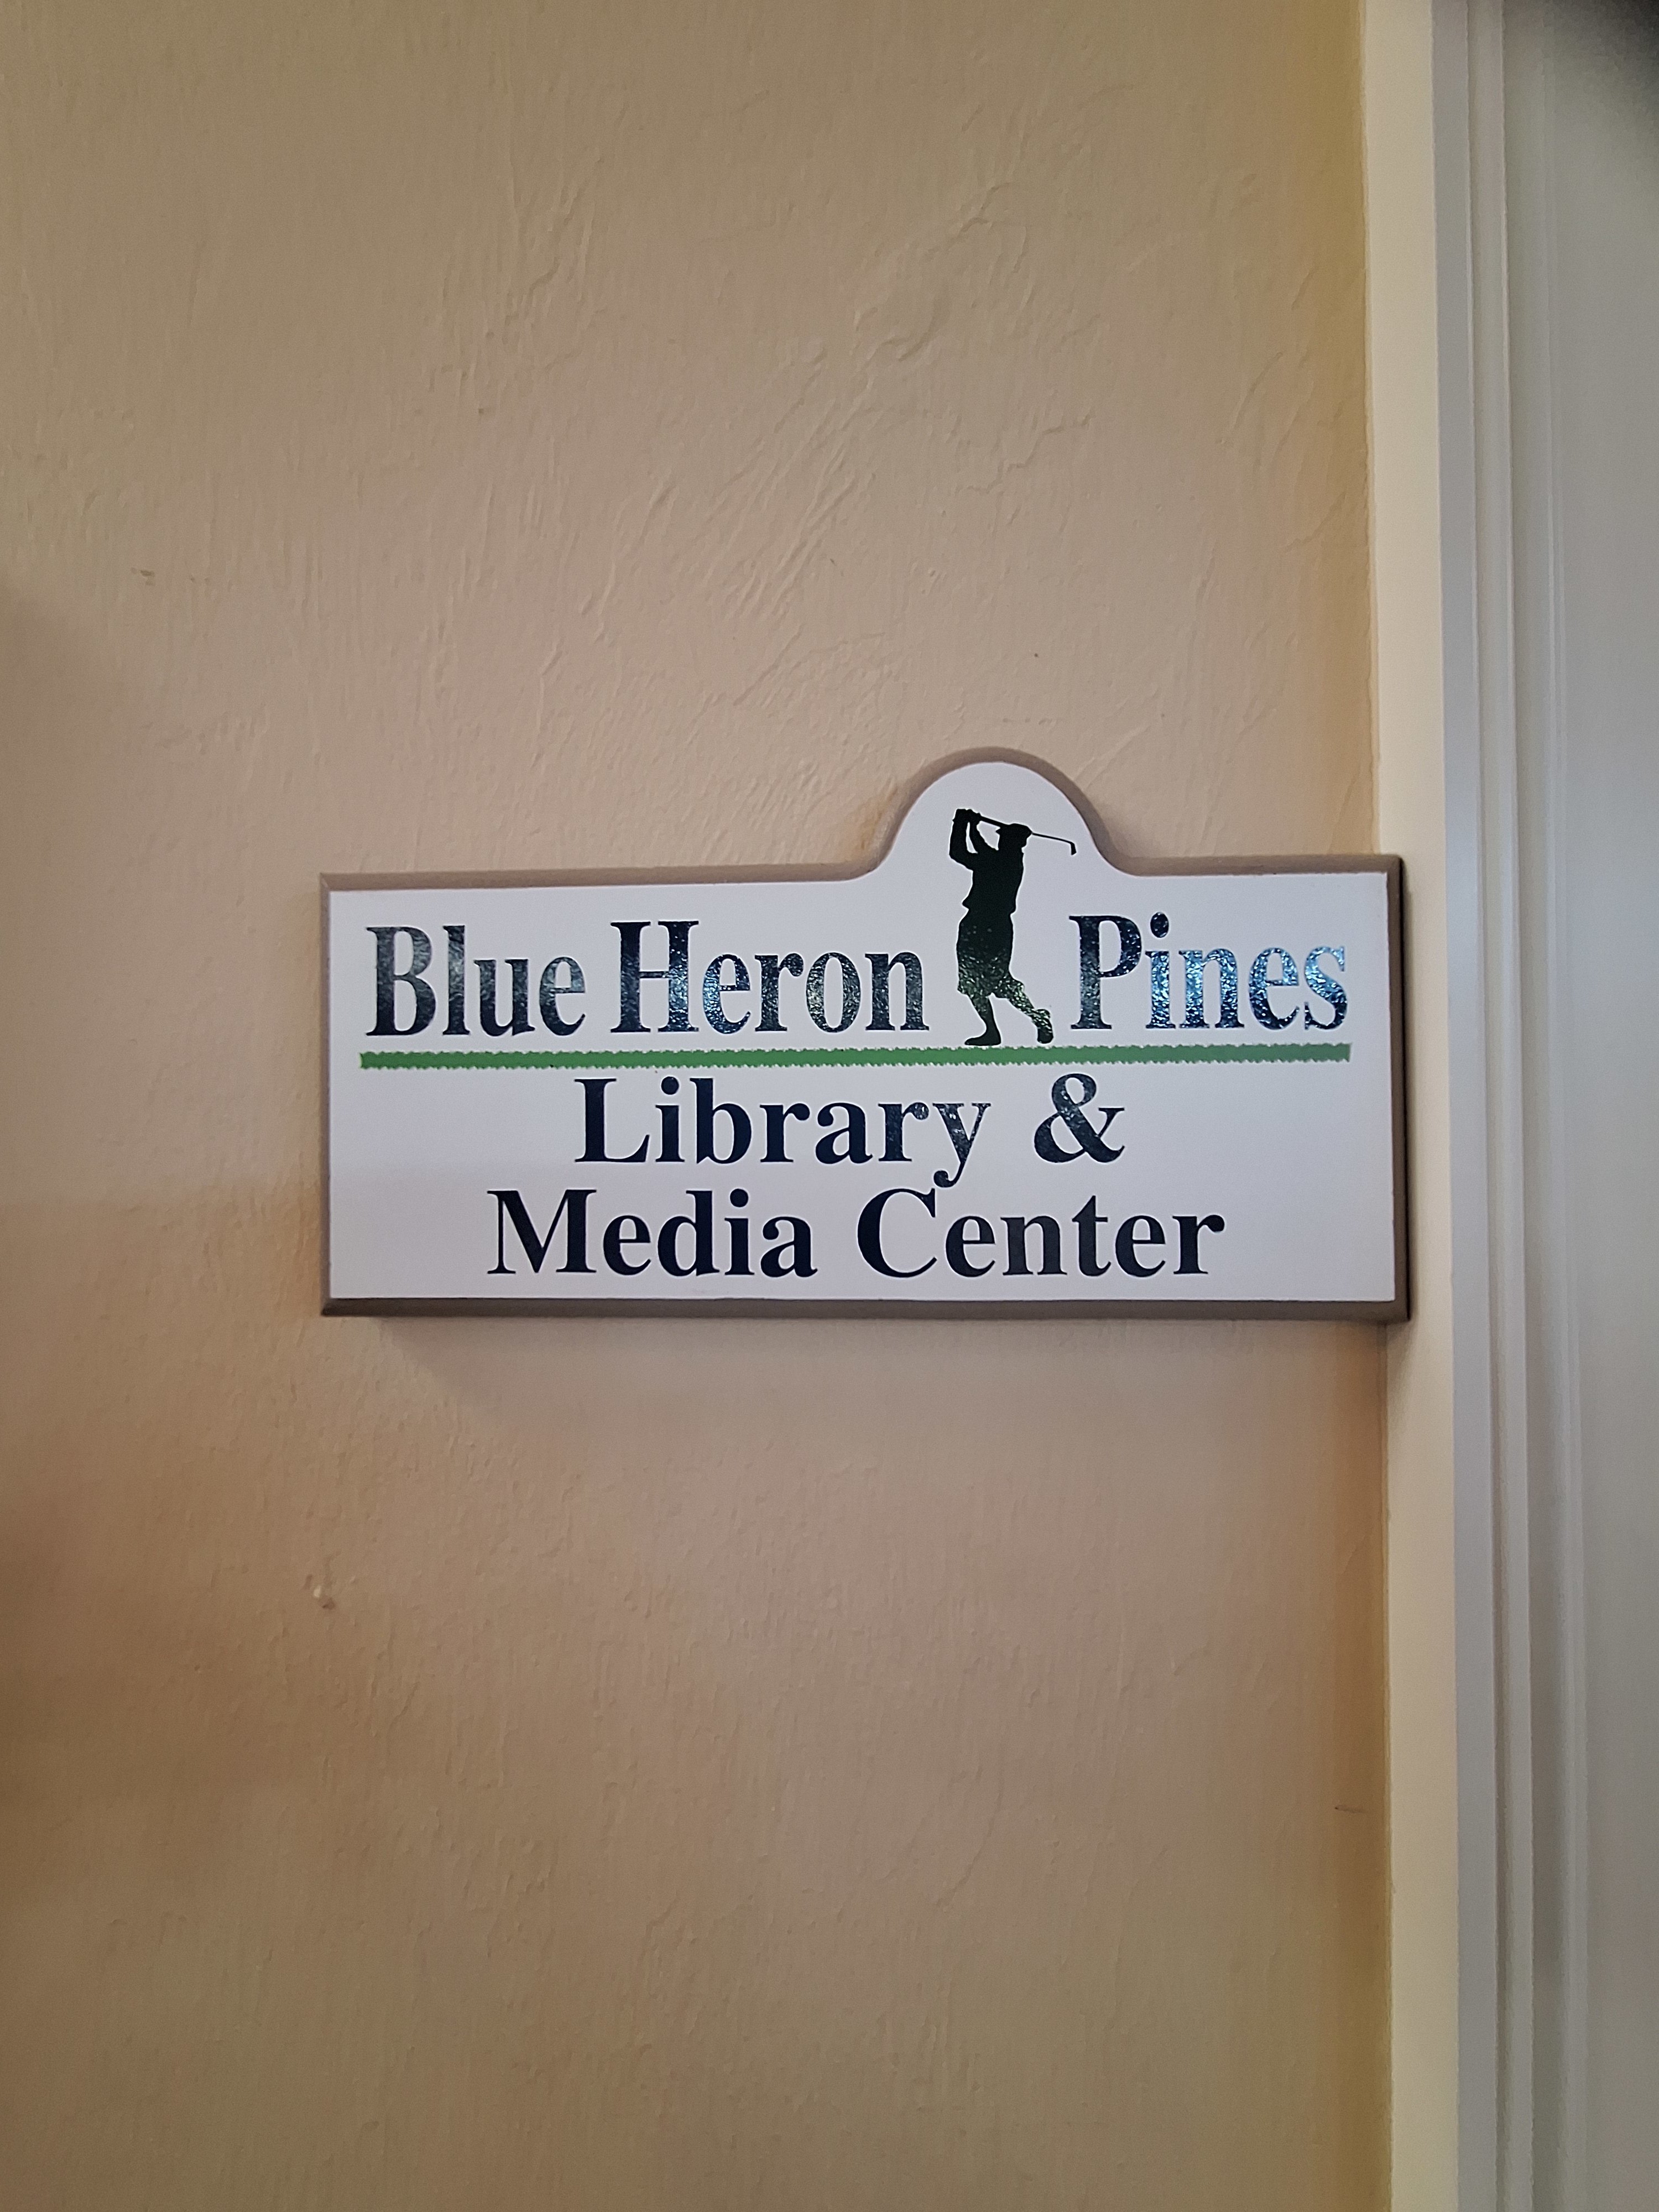 Blue Heron Pines
Library &
Media Center